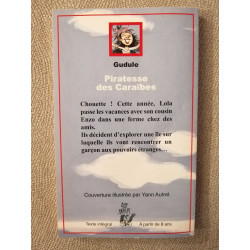 Gudule
Piratesse
des Caraïbes
Chouette ! Cette année, Lola
passe les vacances avec son cousin
Enzo dans une ferme chez des
amis.
Ils décident d'explorer une île sur
laquelle ils vont rencontrer un
garçon aux pouvoirs étranges...
Couverture illustrée par Yann Autret
Texte intégral
A partir de 8 ans